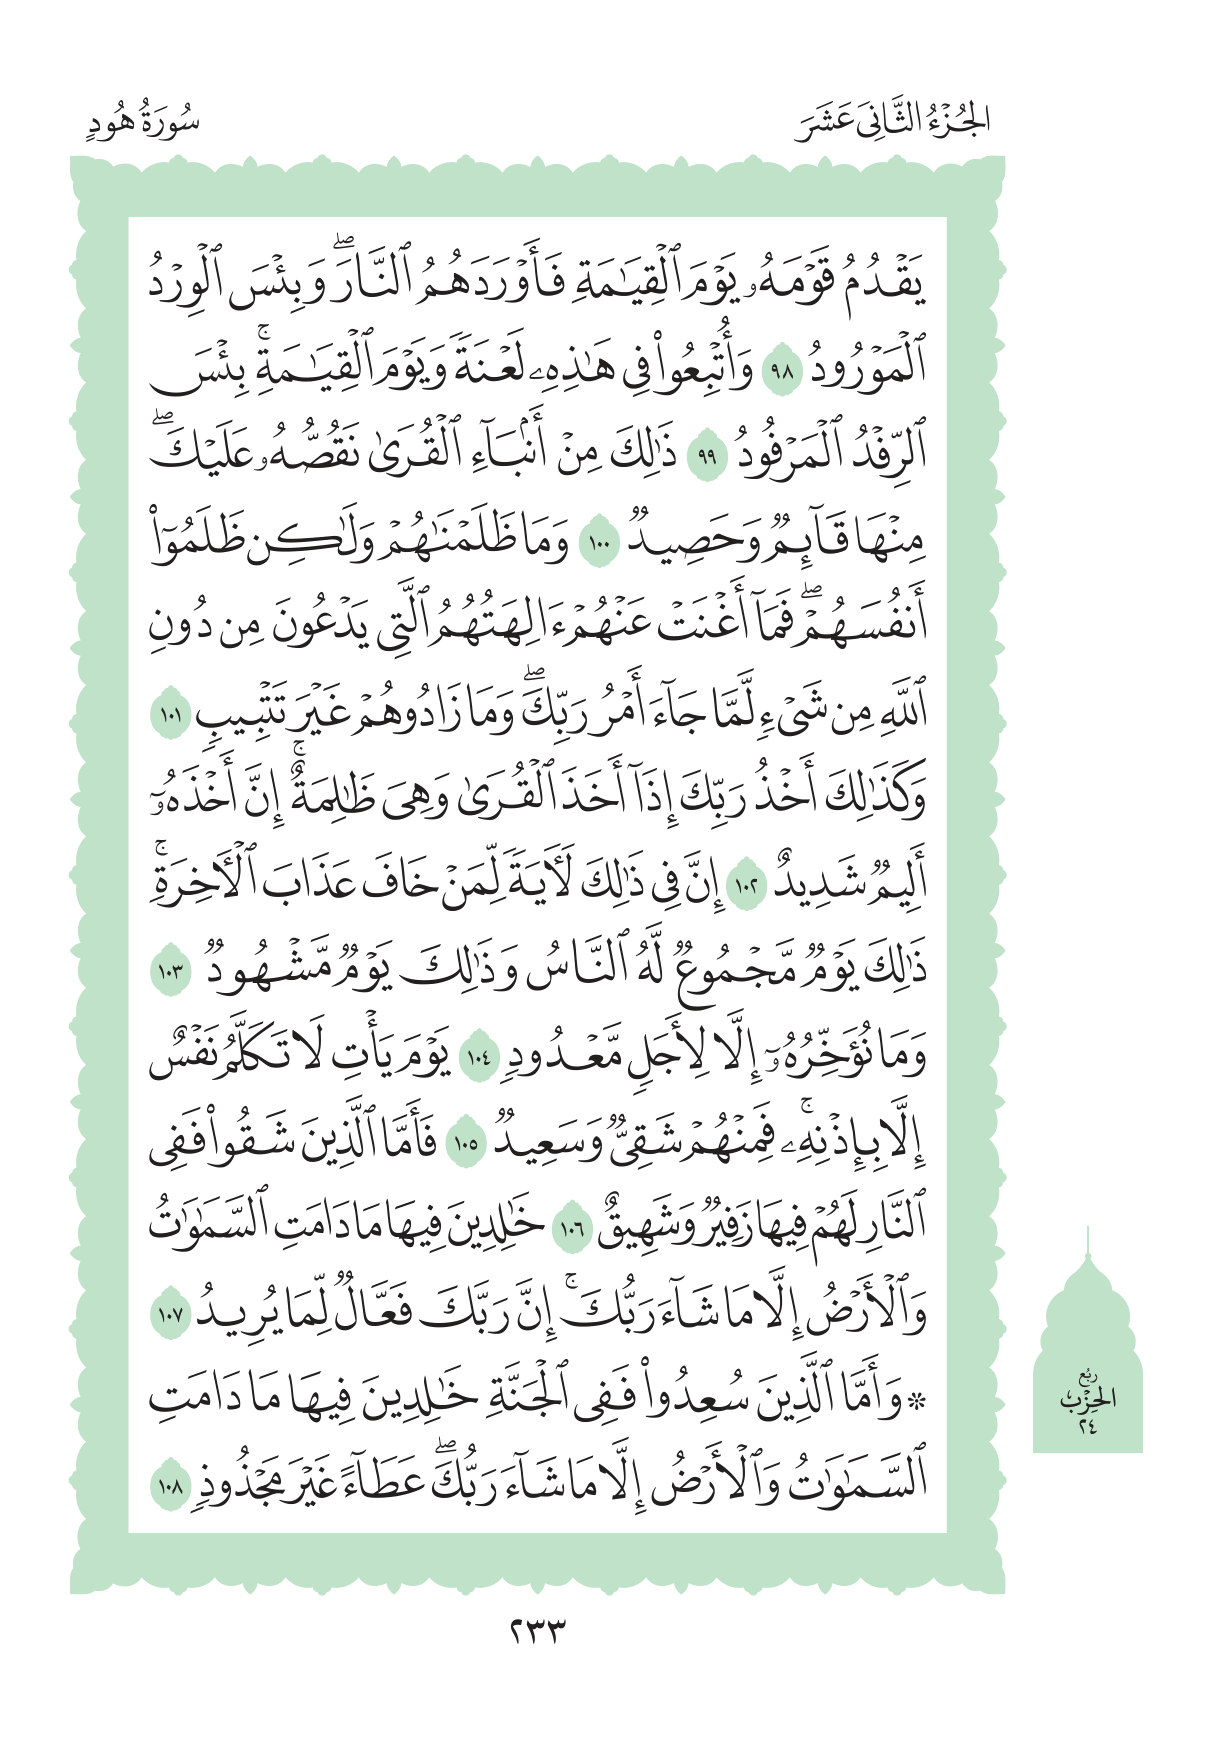 الجُزْءُ الثَّانِيَ عَشَرَ
سُورَةُ هُودٍ
يَقْدُمُ قَوْمَهُۥ يَوْمَ ٱلْقِيَٰمَةِ فَأَوْرَدَهُمُ ٱلنَّارَۖ وَبِئْسَ ٱلْوِرْدُ
ٱلْمَوْرُودُ ٩٨ وَأُتْبِعُوا۟ فِى هَٰذِهِۦ لَعْنَةً وَيَوْمَ ٱلْقِيَٰمَةِۚ بِئْسَ
ٱلرِّفْدُ ٱلْمَرْفُودُ ٩٩ ذَٰلِكَ مِنْ أَنۢبَآءِ ٱلْقُرَىٰ نَقُصُّهُۥ عَلَيْكَۖ
مِنْهَا قَآئِمٌ وَحَصِيدٌ ١٠٠ وَمَا ظَلَمْنَٰهُمْ وَلَٰكِن ظَلَمُوٓا۟
أَنفُسَهُمْۖ فَمَآ أَغْنَتْ عَنْهُمْ ءَالِهَتُهُمُ ٱلَّتِى يَدْعُونَ مِن دُونِ
ٱللَّهِ مِن شَىْءٍ لَّمَّا جَآءَ أَمْرُ رَبِّكَۖ وَمَا زَادُوهُمْ غَيْرَ تَتْبِيبٍ ١٠١
وَكَذَٰلِكَ أَخْذُ رَبِّكَ إِذَآ أَخَذَ ٱلْقُرَىٰ وَهِىَ ظَٰلِمَةٌۚ إِنَّ أَخْذَهُۥٓ
أَلِيمٌ شَدِيدٌ ١٠٢ إِنَّ فِى ذَٰلِكَ لَـَٔايَةً لِّمَنْ خَافَ عَذَابَ ٱلْـَٔاخِرَةِۚ
ذَٰلِكَ يَوْمٌ مَّجْمُوعٌ لَّهُ ٱلنَّاسُ وَذَٰلِكَ يَوْمٌ مَّشْهُودٌ ١٠٣
وَمَا نُؤَخِّرُهُۥٓ إِلَّا لِأَجَلٍ مَّعْدُودٍ ١٠٤ يَوْمَ يَأْتِ لَا تَكَلَّمُ نَفْسٌ
إِلَّا بِإِذْنِهِۦۚ فَمِنْهُمْ شَقِىٌّ وَسَعِيدٌ ١٠٥ فَأَمَّا ٱلَّذِينَ شَقُوا۟ فَفِى
ٱلنَّارِ لَهُمْ فِيهَا زَفِيرٌ وَشَهِيقٌ ١٠٦ خَٰلِدِينَ فِيهَا مَا دَامَتِ ٱلسَّمَٰوَٰتُ
وَٱلْأَرْضُ إِلَّا مَا شَآءَ رَبُّكَۚ إِنَّ رَبَّكَ فَعَّالٌ لِّمَا يُرِيدُ ١٠٧
۞ وَأَمَّا ٱلَّذِينَ سُعِدُوا۟ فَفِى ٱلْجَنَّةِ خَٰلِدِينَ فِيهَا مَا دَامَتِ
ٱلسَّمَٰوَٰتُ وَٱلْأَرْضُ إِلَّا مَا شَآءَ رَبُّكَۖ عَطَآءً غَيْرَ مَجْذُوذٍ ١٠٨
رُبُع
الحِزْبِ
٢٤
٢٣٣